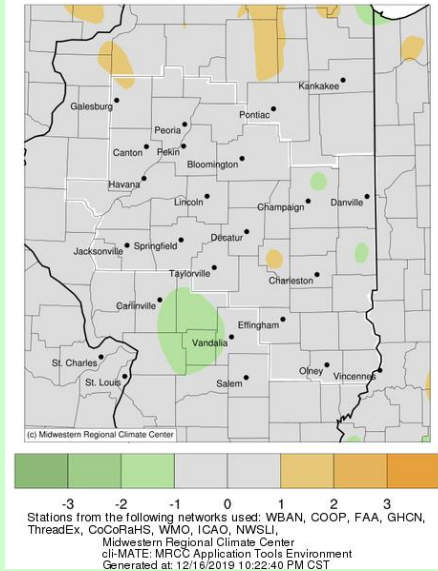 Kankakee
Galesburg
Pontiac
Peoria
Canton Pekin
Bloomington
Havana
Lincoln
Champaign Danville
Decatur
Jacksonville Springfield
Taylorville
Charleston
Carlinville
Effingham
Vandalia
St. Charles
Olney Vincennes
St. Louis Salem
(c) Midwestern Regional Climate Center
-3 -2 -1 0 1 2 3
Stations from the following networks used: WBAN, COOP, FAA, GHCN,
ThreadEx, CoCoRaHS, WMO, ICAO, NWSLI,
Midwestern Regional Climate Center
cli-MATE: MRCC Application Tools Environment
Generated at: 12/16/2019 10:22:40 PM CST